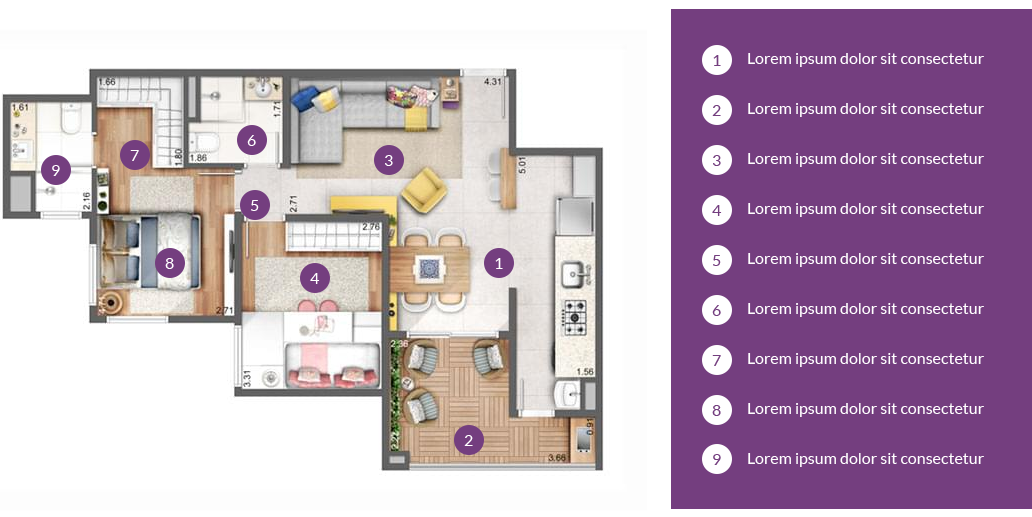 1.66
4.31
1.61
1.71
7
6
1.86
1.80
3
5.01
9
2.16
5
2.71
2.76
8
4
1
2.71
2.36
3.31
1.56
2
0.91
3.66
1 Lorem ipsum dolor sit consectetur
2 Lorem ipsum dolor sit consectetur
3 Lorem ipsum dolor sit consectetur
4 Lorem ipsum dolor sit consectetur
5 Lorem ipsum dolor sit consectetur
6 Lorem ipsum dolor sit consectetur
7 Lorem ipsum dolor sit consectetur
8 Lorem ipsum dolor sit consectetur
9 Lorem ipsum dolor sit consectetur